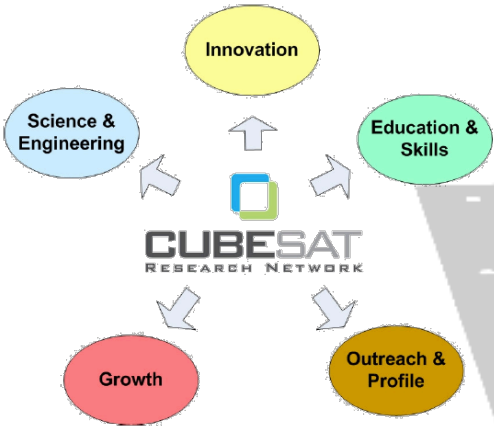 Innovation
Science &
Engineering
Education &
Skills
CUBESAT
RESEARCH NETWORK
Growth
Outreach &
Profile